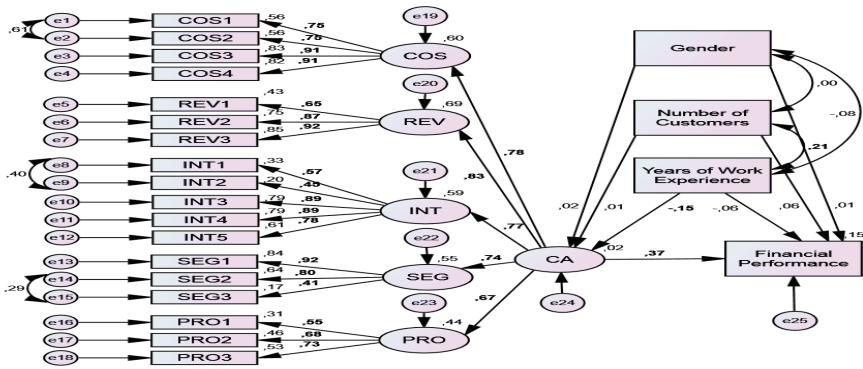 e1 COS1 ,56 ,75
,61
e2 COS2 ,56 ,75
e3 COS3 ,83 ,91
e4 COS4 ,82 ,91
e19
COS ,60
e20
e5 REV1 ,43 ,65
e6 REV2 ,75 ,87
e7 REV3 ,85 ,92
REV ,69
e8 INT1 ,33 ,57
,40
e9 INT2 ,20 ,45
e10 INT3 ,79 ,89
e11 INT4 ,79 ,89
e12 INT5 ,61 ,78
e21
INT ,59
e22
e13 SEG1 ,84 ,92
e14 SEG2 ,64 ,80
,29
e15 SEG3 ,17 ,41
SEG ,55
e23
e16 PRO1 ,31 ,55
e17 PRO2 ,46 ,68
e18 PRO3 ,53 ,73
PRO ,44
,78
,83
,77
,74
,67
CA ,02
e24
,37
Gender
,00
-,08
Number of
Customers
,21
Years of Work
Experience
,02 ,01 -,15 -,06 ,06 ,01
,15
Financial
Performance
e25